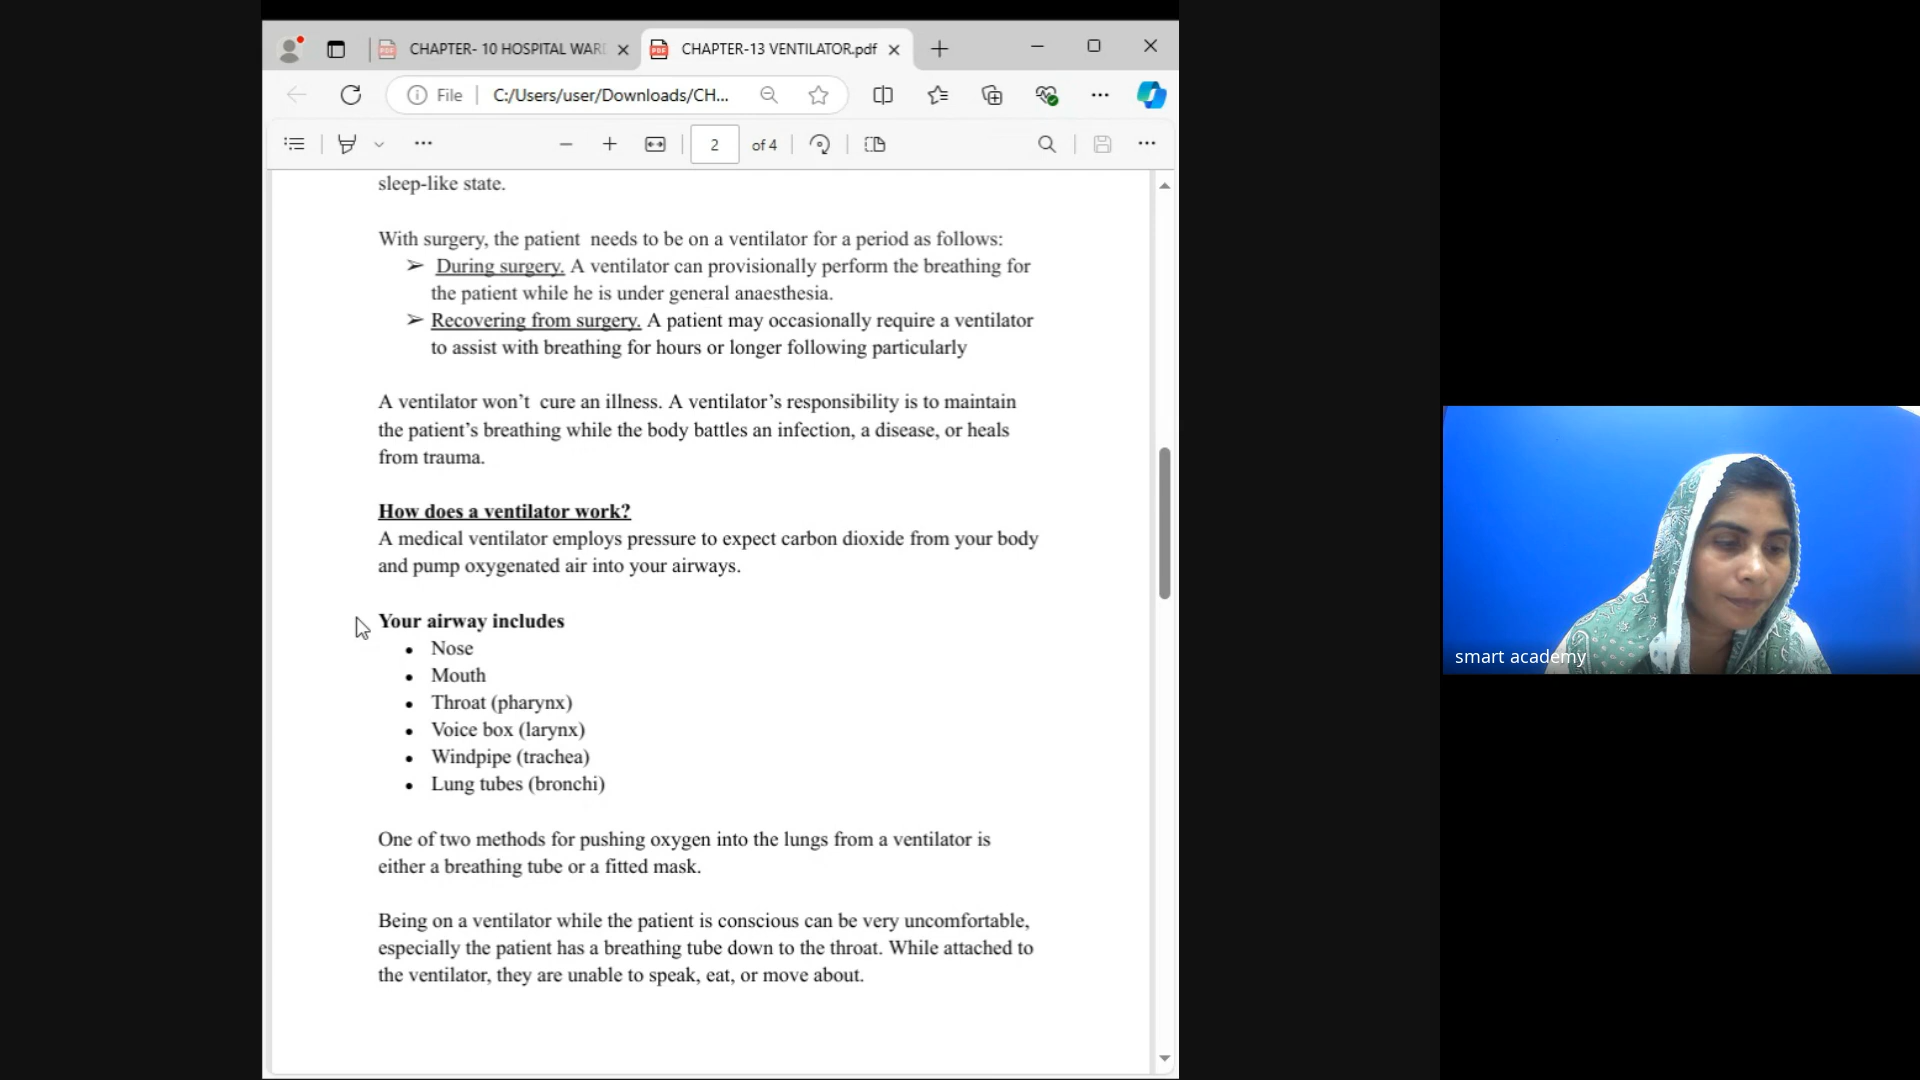 CHAPTER- 10 HOSPITAL WAR
CHAPTER-13 VENTILATOR.pdf
File
C:/Users/user/Downloads/CH...
2 of 4
sleep-like state.
With surgery, the patient needs to be on a ventilator for a period as follows:
➢ During surgery. A ventilator can provisionally perform the breathing for
the patient while he is under general anaesthesia.
➢ Recovering from surgery. A patient may occasionally require a ventilator
to assist with breathing for hours or longer following particularly
A ventilator won’t cure an illness. A ventilator’s responsibility is to maintain
the patient’s breathing while the body battles an infection, a disease, or heals
from trauma.
How does a ventilator work?
A medical ventilator employs pressure to expect carbon dioxide from your body
and pump oxygenated air into your airways.
Your airway includes
• Nose
• Mouth
• Throat (pharynx)
• Voice box (larynx)
• Windpipe (trachea)
• Lung tubes (bronchi)
One of two methods for pushing oxygen into the lungs from a ventilator is
either a breathing tube or a fitted mask.
Being on a ventilator while the patient is conscious can be very uncomfortable,
especially the patient has a breathing tube down to the throat. While attached to
the ventilator, they are unable to speak, eat, or move about.
smart academy